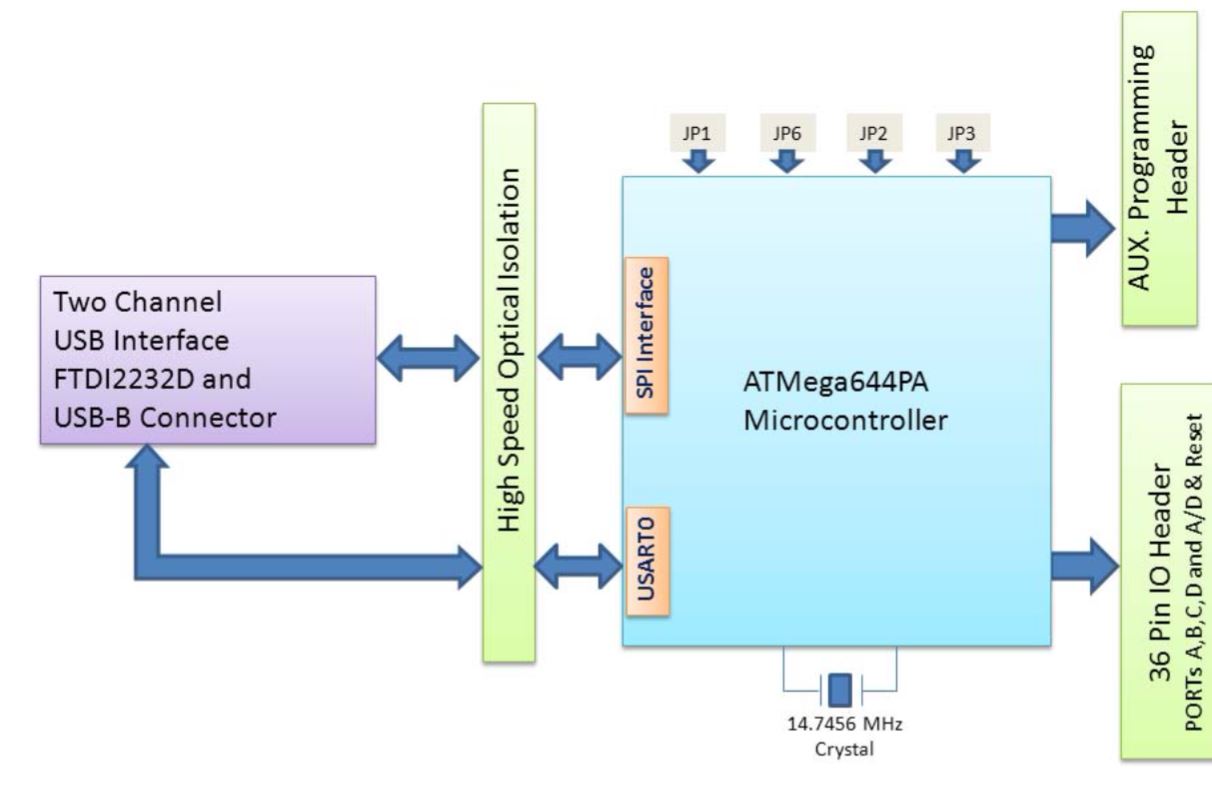 Two Channel
USB Interface
FTDI2232D and
USB-B Connector
High Speed Optical Isolation
JP1
JP6
JP2
JP3
SPI Interface
USART0
ATMega644PA
Microcontroller
14.7456 MHz
Crystal
AUX. Programming
Header
36 Pin IO Header
PORTs A,B,C,D and A/D & Reset